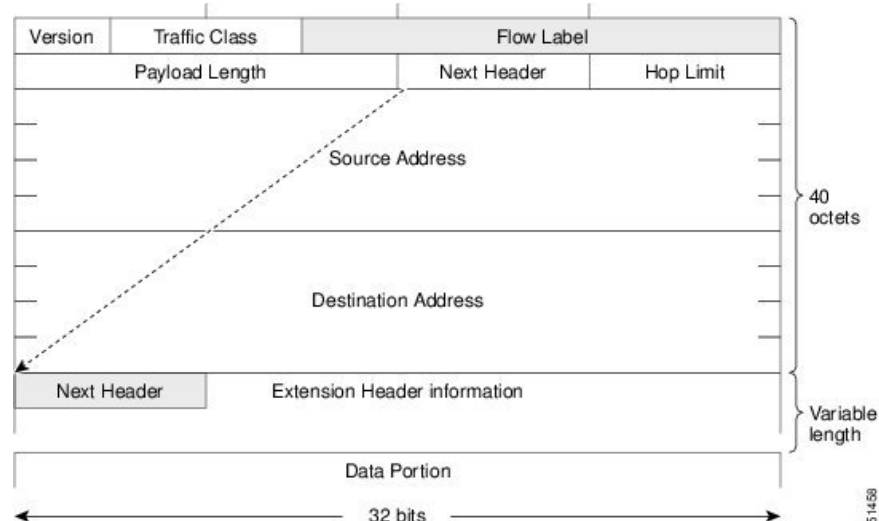 Version Traffic Class Flow Label
Payload Length Next Header Hop Limit
Source Address
40
octets
Destination Address
Next Header Extension Header information
Variable
length
Data Portion
32 bits
51458